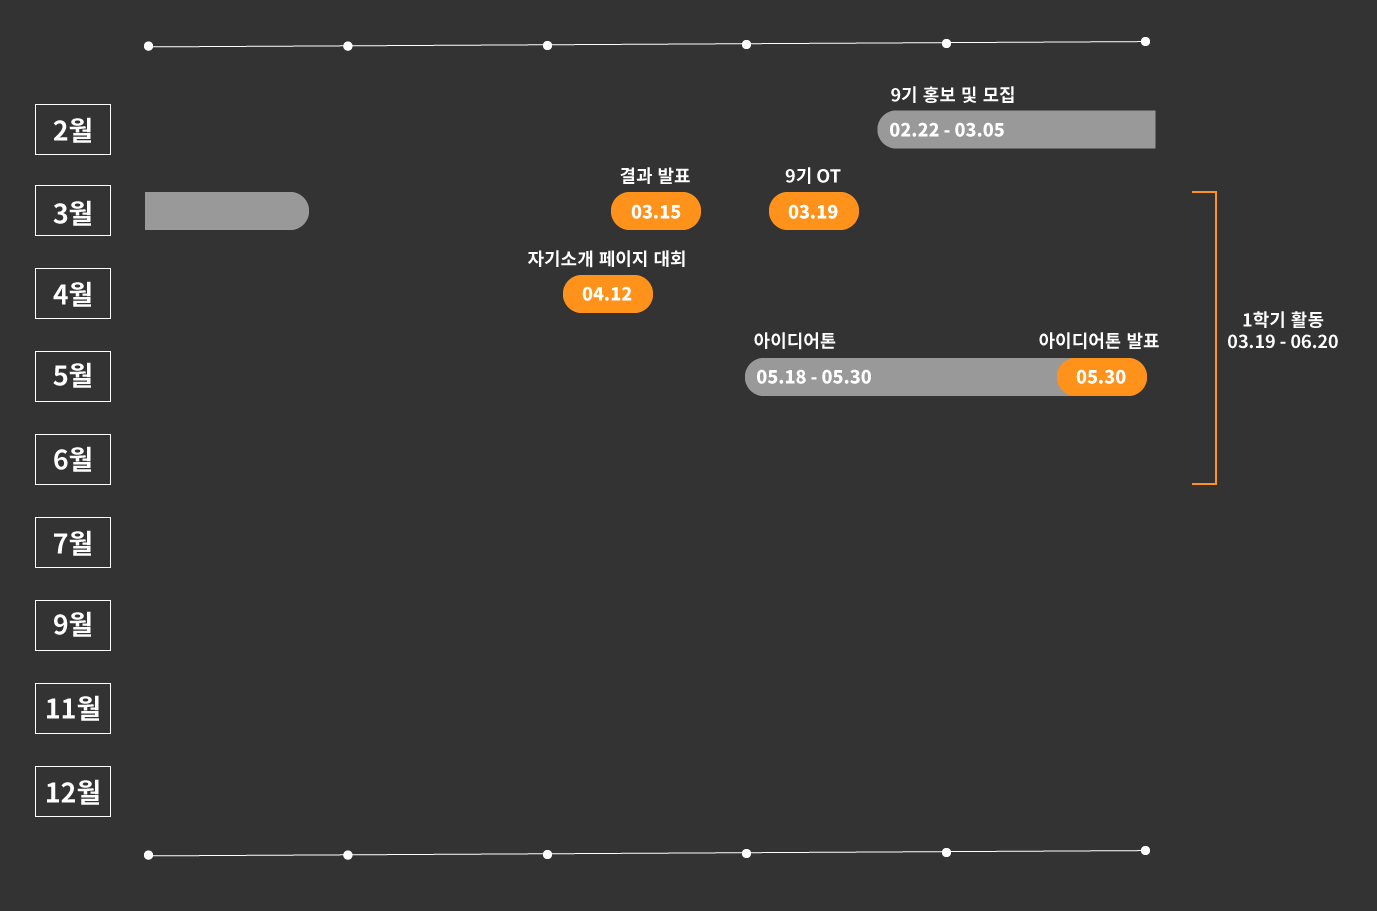 9기 홍보 및 모집
2월
02.22 - 03.05
결과 발표
9기 OT
3월
03.15
03.19
자기소개 페이지 대회
4월
04.12
1학기 활동
03.19 - 06.20
아이디어톤
아이디어톤 발표
5월
05.18 - 05.30
05.30
6월
7월
9월
11월
12월